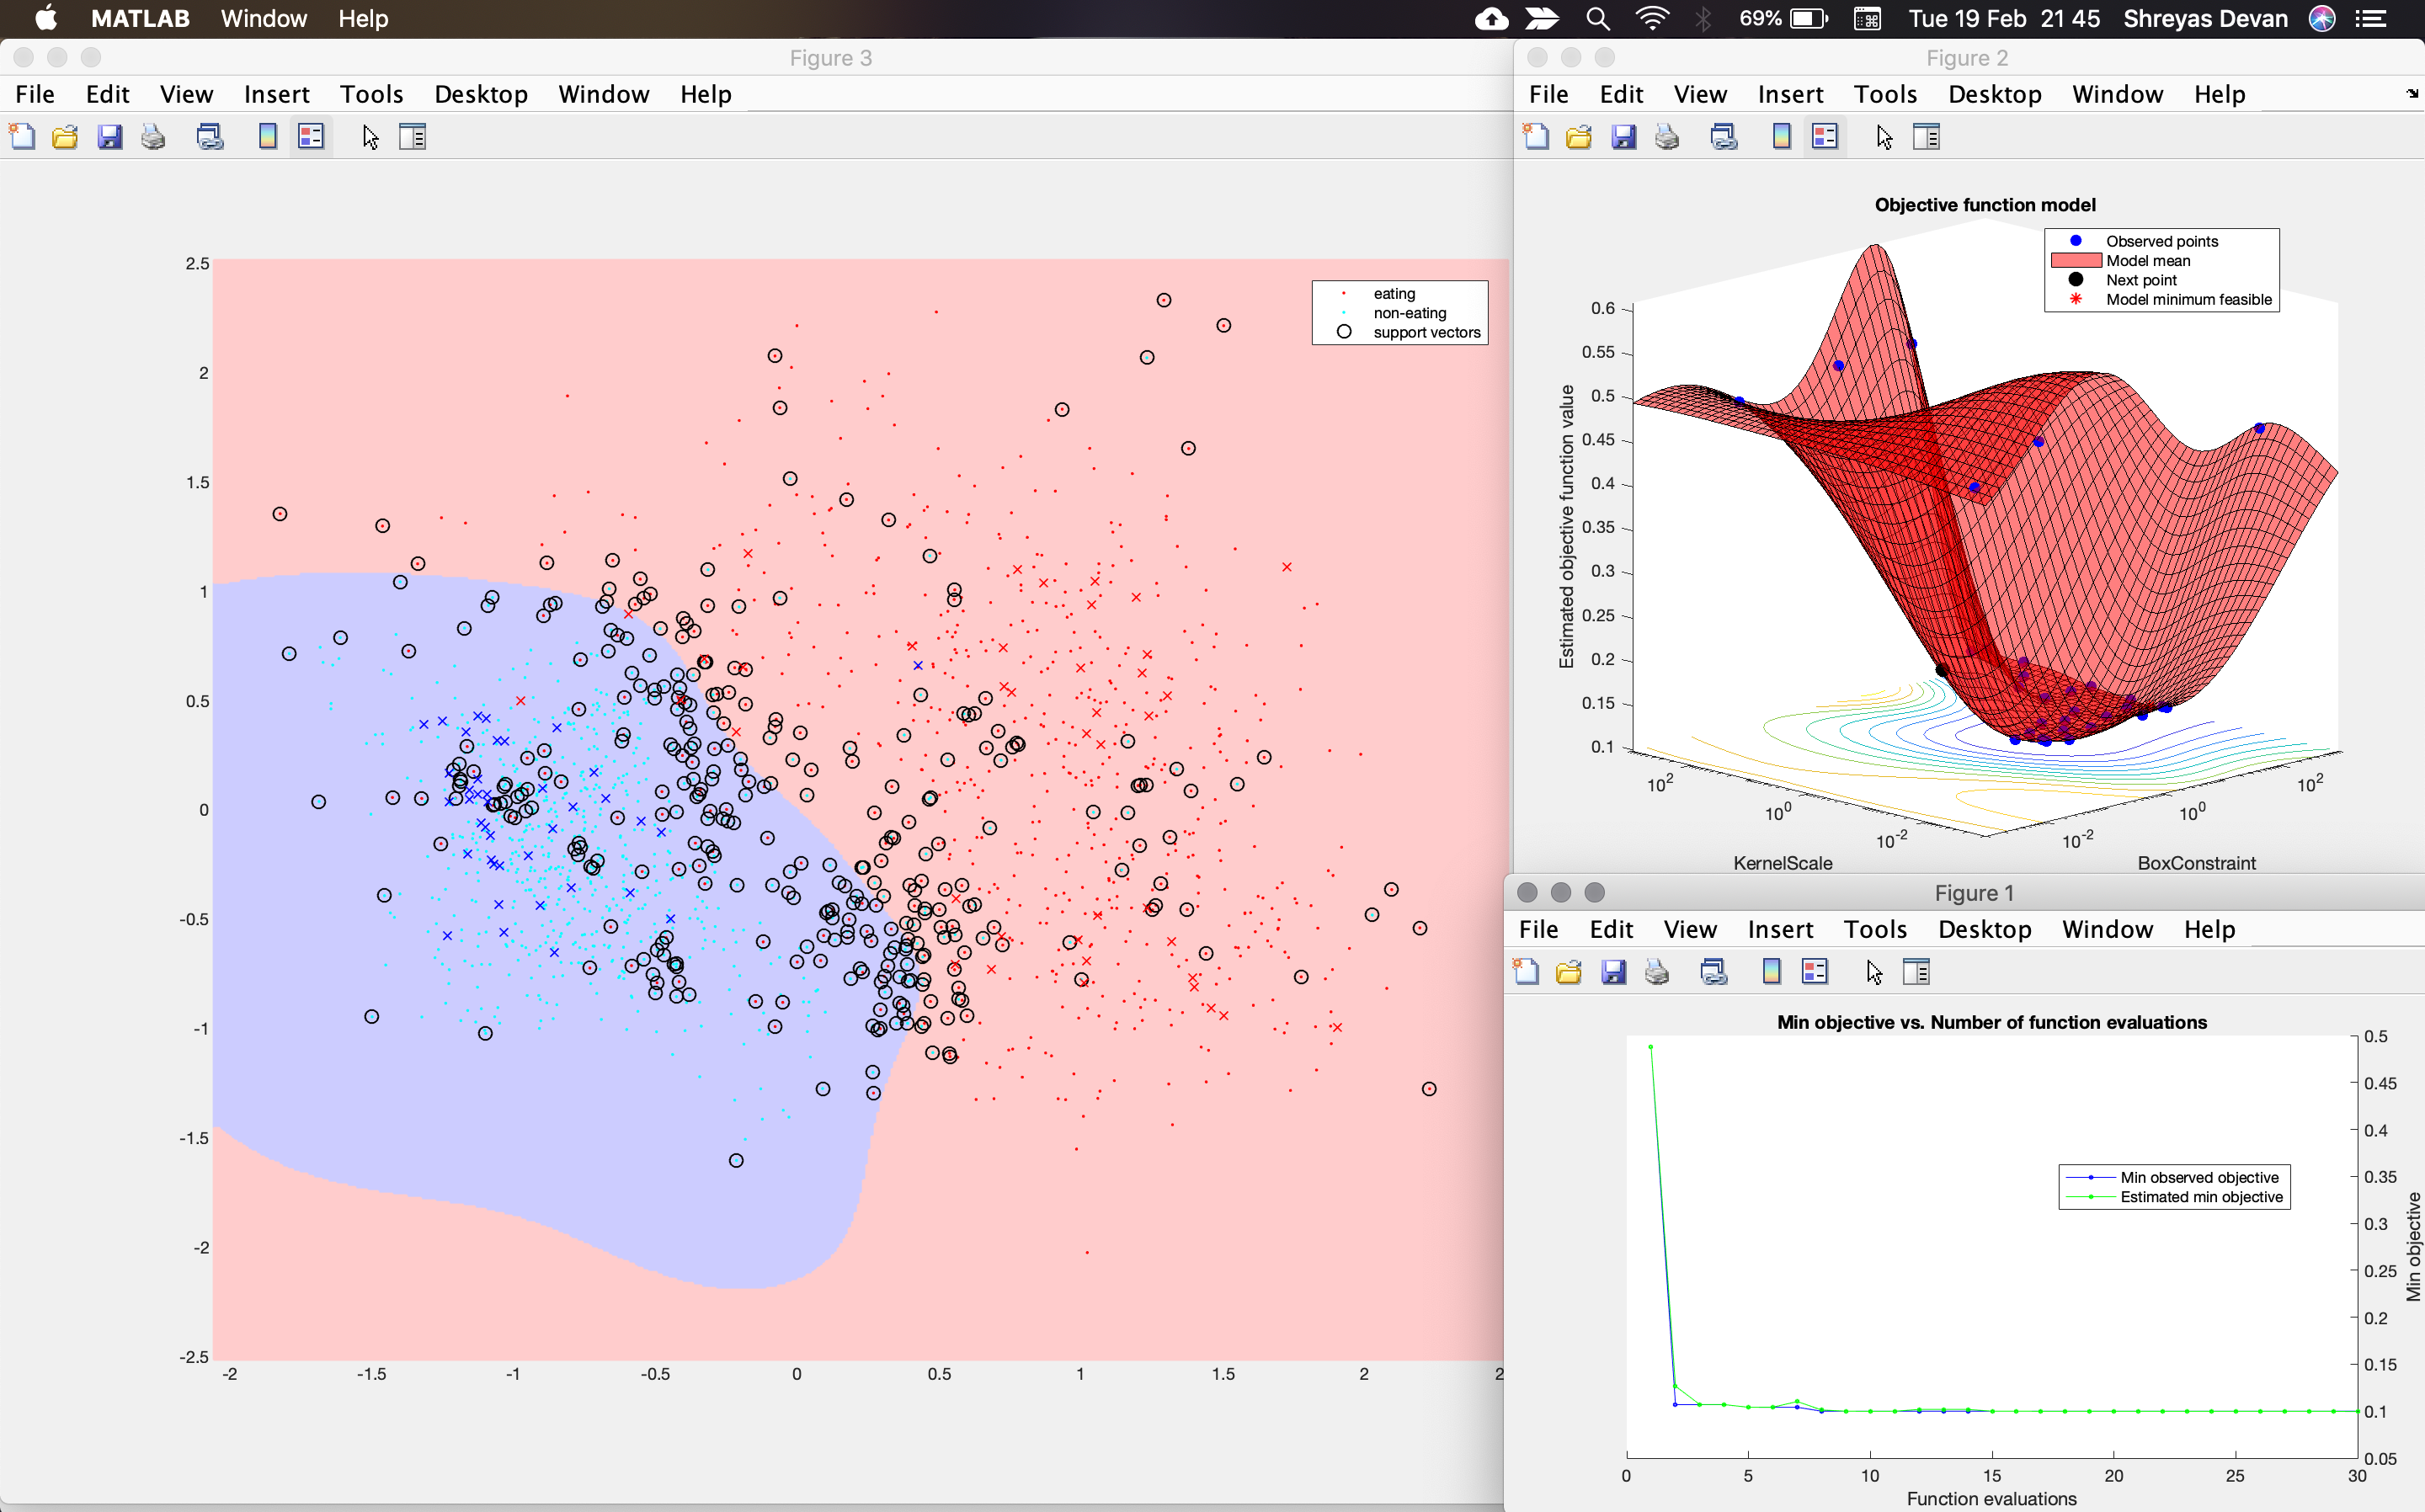 MATLAB Window Help 69% Tue 19 Feb 21 45 Shreyas Devan
Figure 3
File Edit View Insert Tools Desktop Window Help
2.5
2
1.5
1
0.5
0
-0.5
-1
-1.5
-2
-2.5
-2 -1.5 -1 -0.5 0 0.5 1 1.5 2 2
eating
non-eating
support vectors
Figure 2
File Edit View Insert Tools Desktop Window Help
Objective function model
Observed points
Model mean
Next point
Model minimum feasible
Estimated objective function value
0.6
0.55
0.5
0.45
0.4
0.35
0.3
0.25
0.2
0.15
0.1
10² 10⁰ 10⁻²
KernelScale
10⁻² 10⁰ 10²
BoxConstraint
Figure 1
File Edit View Insert Tools Desktop Window Help
Min objective vs. Number of function evaluations
Min observed objective
Estimated min objective
0.5
0.45
0.4
0.35
0.3
0.25
0.2
0.15
0.1
0.05
Min objective
0 5 10 15 20 25 30
Function evaluations